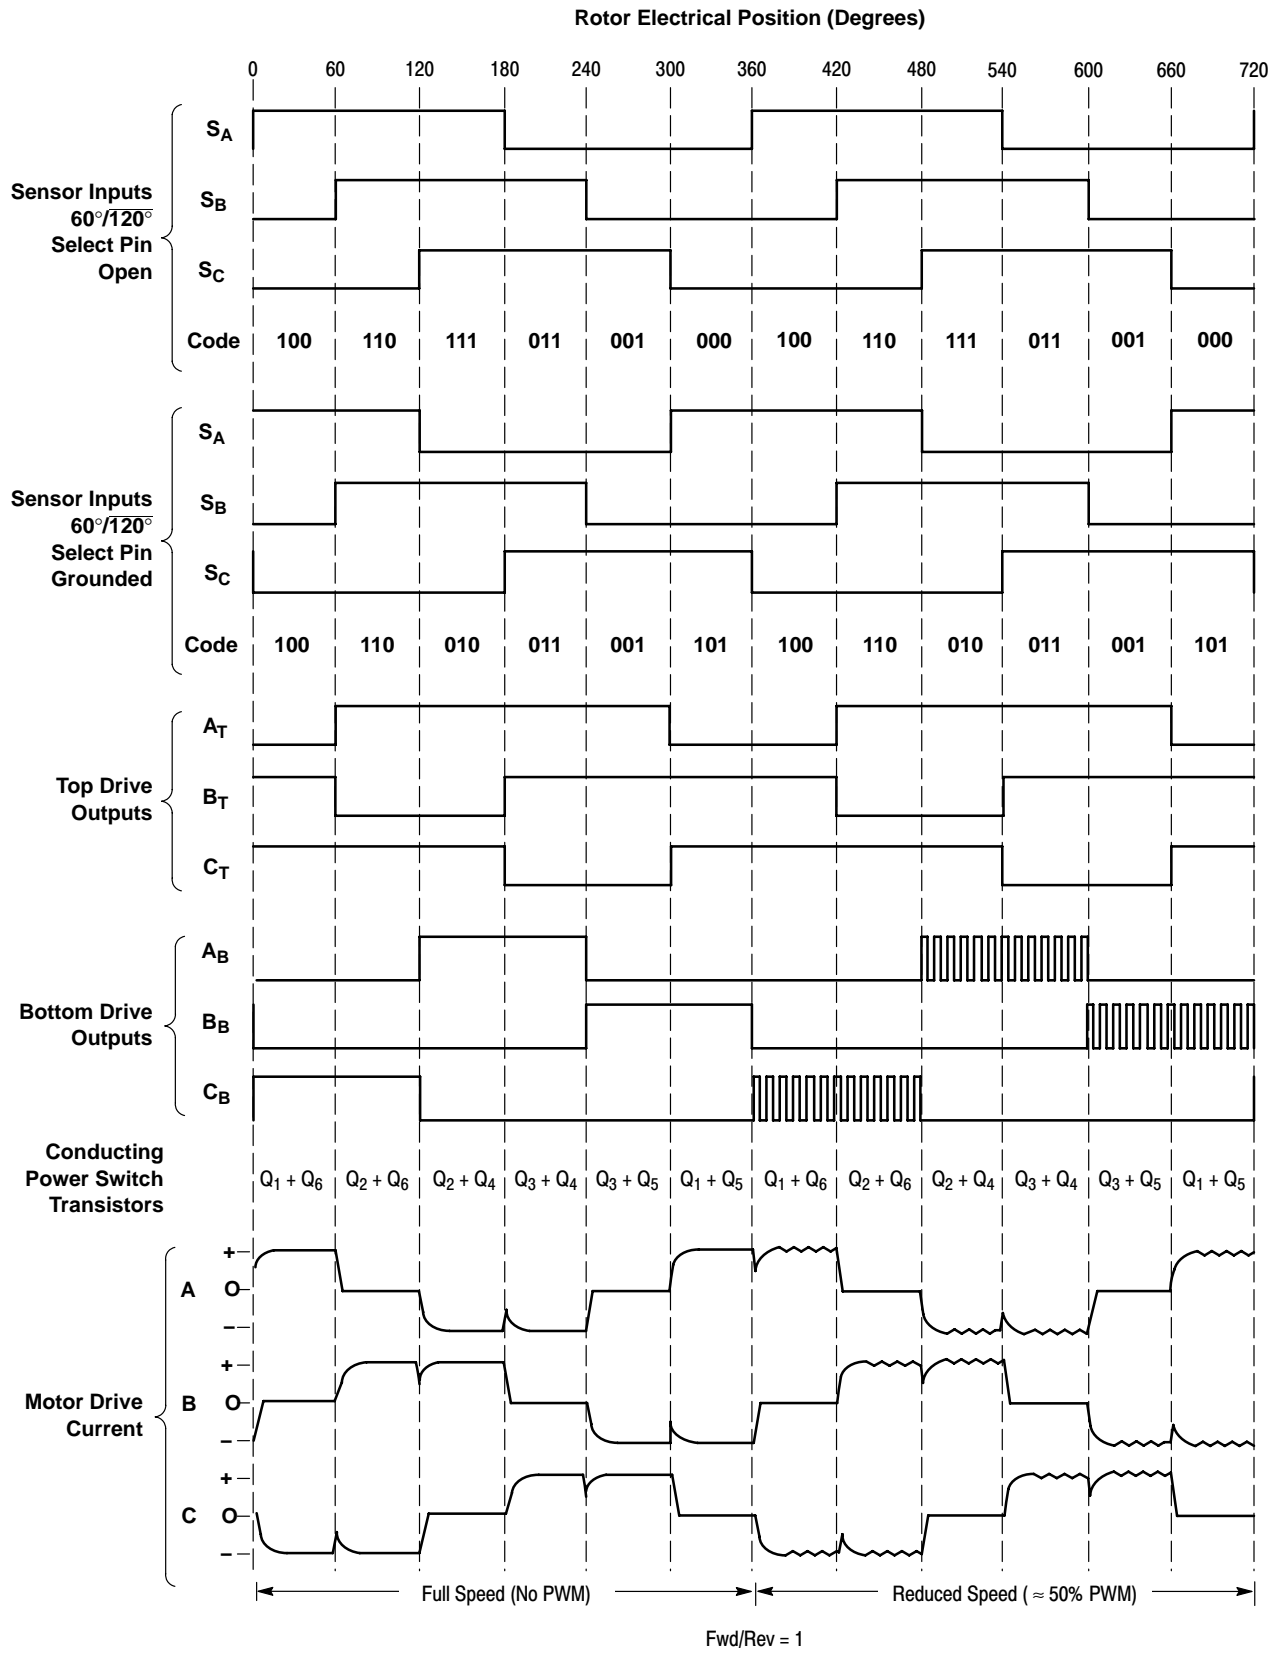 Rotor Electrical Position (Degrees)
0 60 120 180 240 300 360 420 480 540 600 660 720
Sensor Inputs
60°/120°
Select Pin
Open
SA
SB
SC
Code 100 110 111 011 001 000 100 110 111 011 001 000
Sensor Inputs
60°/120°
Select Pin
Grounded
SA
SB
SC
Code 100 110 010 011 001 101 100 110 010 011 001 101
Top Drive
Outputs
AT
BT
CT
Bottom Drive
Outputs
AB
BB
CB
Conducting
Power Switch
Transistors
Q1 + Q6 Q2 + Q6 Q2 + Q4 Q3 + Q4 Q3 + Q5 Q1 + Q5 Q1 + Q6 Q2 + Q6 Q2 + Q4 Q3 + Q4 Q3 + Q5 Q1 + Q5
Motor Drive
Current
+
A O
–
+
B O
–
+
C O
–
Full Speed (No PWM) Reduced Speed ( ≈ 50% PWM)
Fwd/Rev = 1